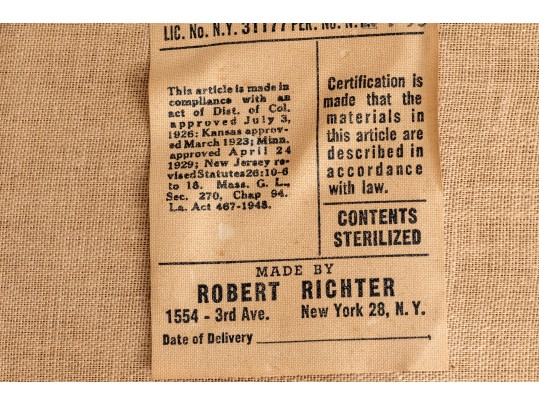 LIC. No. N.Y. 31177 PER. No. N.Y.
This article is made in
compliance with an
act of Dist. of Col.
approved July 3,
1926: Kansas approv-
ed March 1923; Minn.
approved April 24
1929; New Jersey re-
vised Statutes 26:10-6
to 18. Mass. G. L.,
Sec. 270, Chap 94.
La. Act 467-1948.
Certification is
made that the
materials in
this article are
described in
accordance
with law.
CONTENTS
STERILIZED
MADE BY
ROBERT RICHTER
1554 - 3rd Ave. New York 28, N. Y.
Date of Delivery